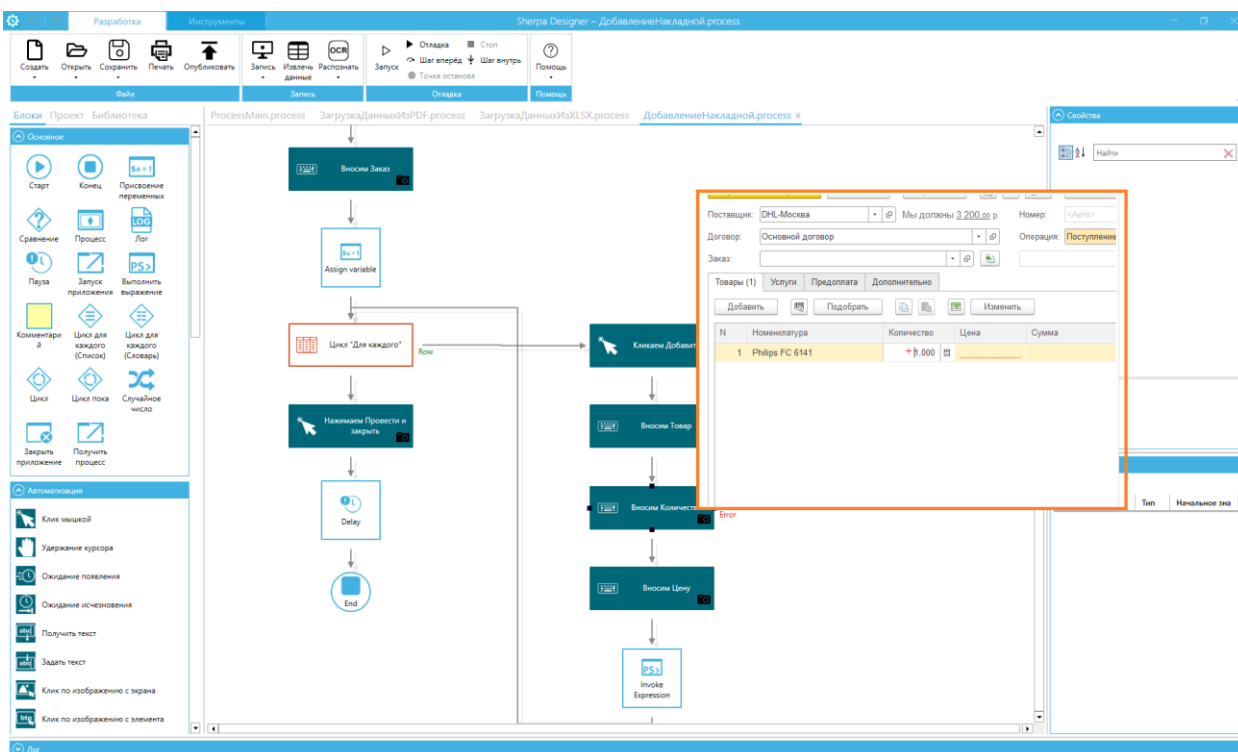 Разработка
Инструменты
Sherpa Designer – ДобавлениеНакладной.process
Создать
Открыть
Сохранить
Печать
Опубликовать
Запись
Извлечь
данные
OCR
Распознать
Запуск
Отладка
Стоп
Шаг вперёд
Шаг внутрь
Точка останова
Помощь
Файл
Запись
Отладка
Помощь
Блоки Проект Библиотека
ProcessMain.process
ЗагрузкаДанныхИзPDF.process
ЗагрузкаДанныхИзXLSX.process
ДобавлениеНакладной.process ×
Свойства
Найти
Основное
Старт
Конец
$a = 1
Присвоение
переменных
Сравнение
Процесс
LOG
Лог
Пауза
Запуск
приложения
PS>
Выполнить
выражение
Комментари
й
Цикл для
каждого
(Список)
Цикл для
каждого
(Словарь)
Цикл
Цикл пока
Случайное
число
Закрыть
приложение
Получить
процесс
Автоматизация
Клик мышкой
Удержание курсора
Ожидание появления
Ожидание исчезновения
Получить текст
Задать текст
Клик по изображению с экрана
Клик по изображению с элемента
Вносим Заказ
$a = 1
Assign variable
Цикл "Для каждого"
Row
Нажимаем Провести и
закрыть
Delay
End
Кликаем Добавит
Вносим Товар
Вносим Количеств
Error
Вносим Цену
PS>
Invoke
Expression
Поставщик: DHL-Москва
Мы должны 3 200,00 р.
Номер: <Авто>
Договор: Основной договор
Операция: Поступление
Заказ:
Товары (1) Услуги Предоплата Дополнительно
Добавить
Подобрать
Изменить
N Номенклатура Количество Цена Сумма
1 Philips FC 6141 1,000
Тип Начальное зна
Лог